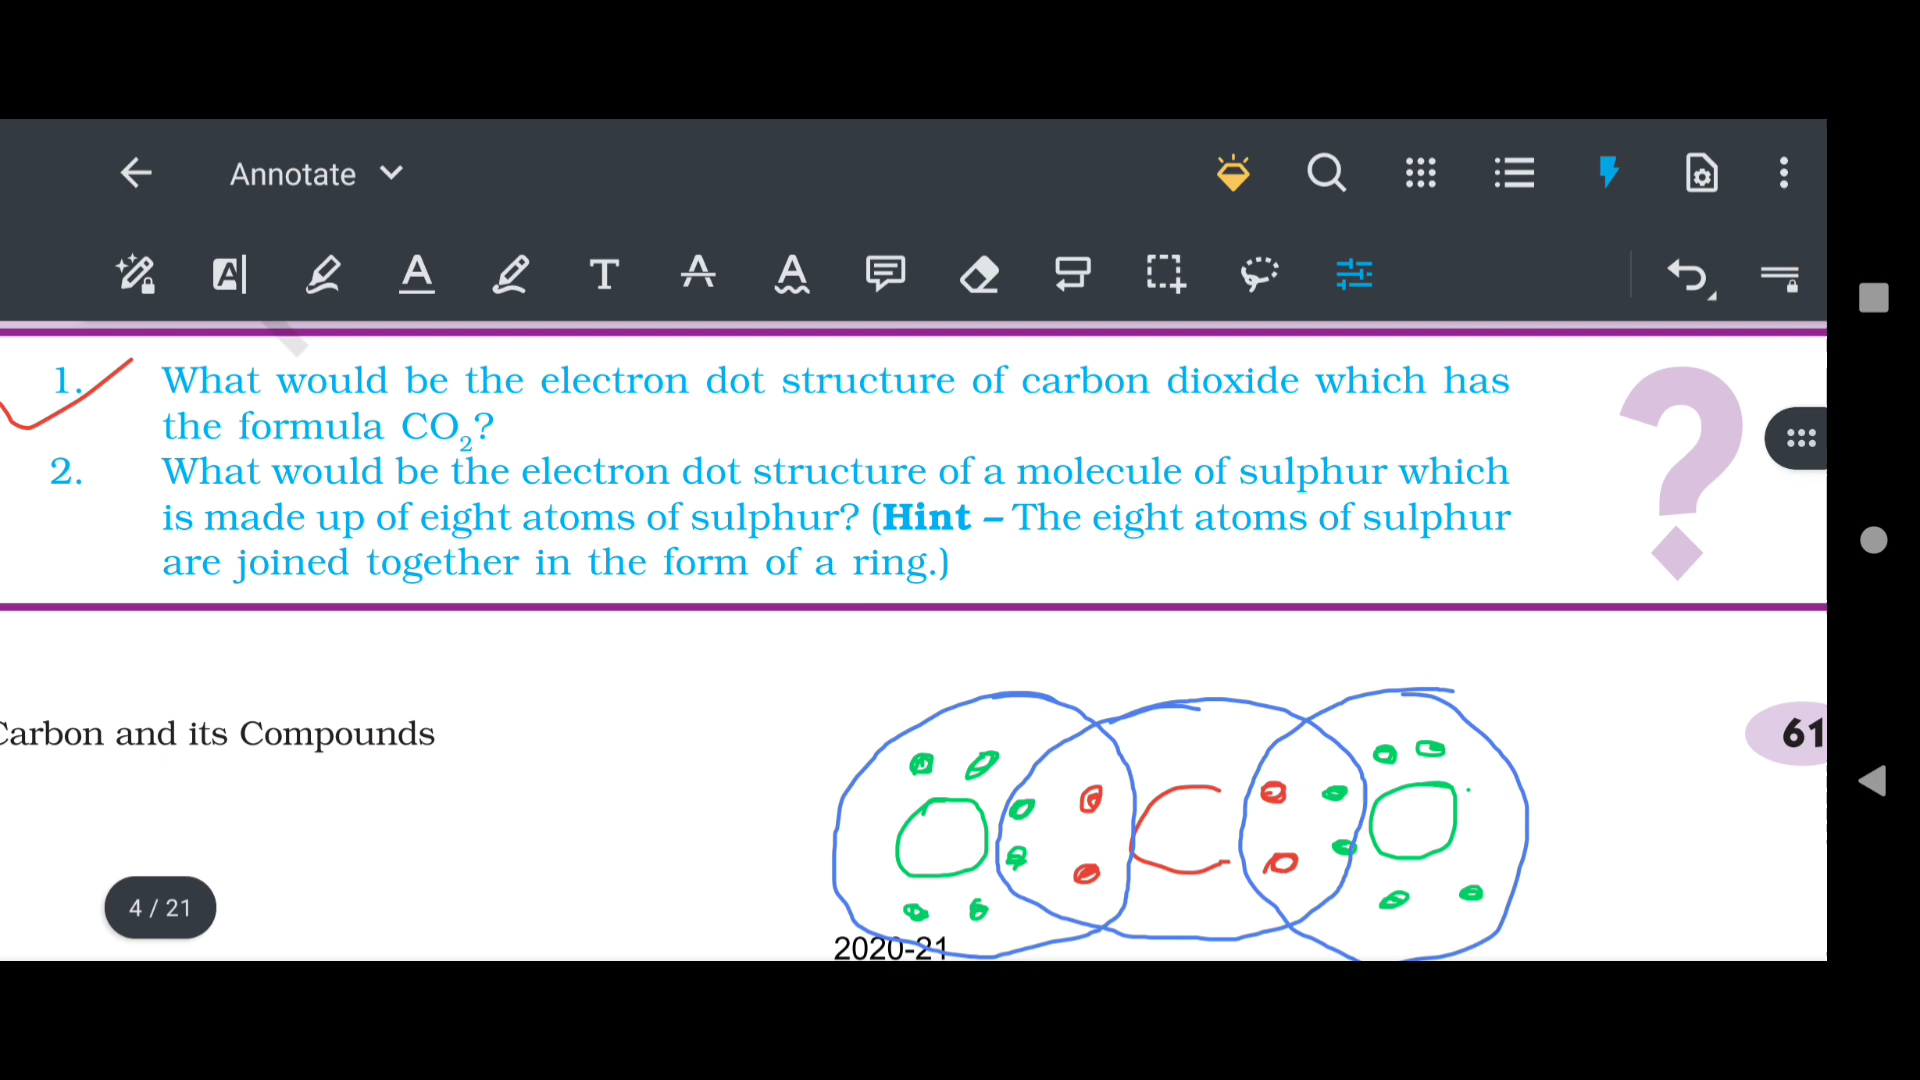 Annotate
1. What would be the electron dot structure of carbon dioxide which has
the formula CO₂?
2. What would be the electron dot structure of a molecule of sulphur which
is made up of eight atoms of sulphur? (Hint – The eight atoms of sulphur
are joined together in the form of a ring.)
?
Carbon and its Compounds
61
O C O
4 / 21
2020-21